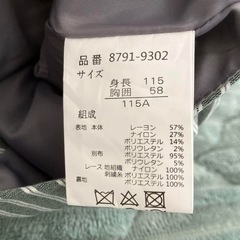 品番 8791-9302
サイズ
身長 115
胸囲 58
115A
組成
表地 本体 レーヨン 57%
ナイロン 27%
ポリエステル 14%
ポリウレタン 2%
別布 ポリエステル 95%
ポリウレタン 5%
レース 地組織 ナイロン 100%
刺繍糸 ポリエステル 100%
ポリエステル 100%